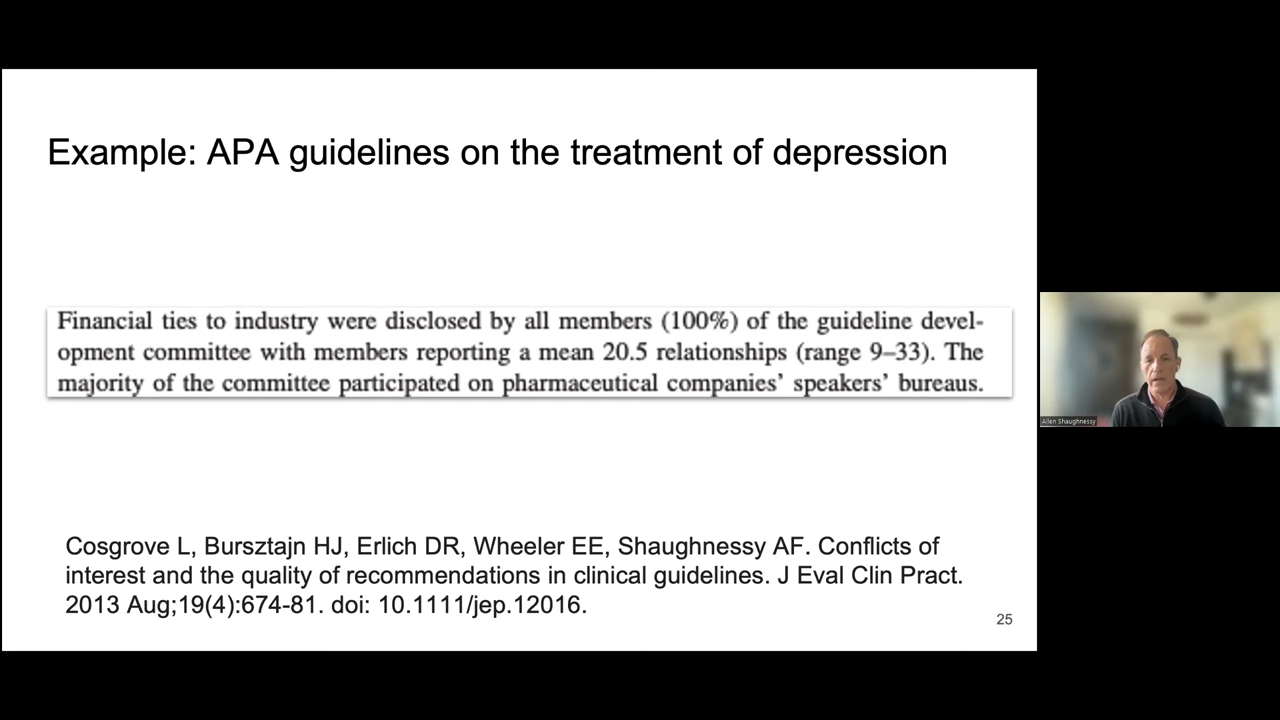 Example: APA guidelines on the treatment of depression
Financial ties to industry were disclosed by all members (100%) of the guideline devel-
opment committee with members reporting a mean 20.5 relationships (range 9–33). The
majority of the committee participated on pharmaceutical companies’ speakers’ bureaus.
Allen Shaughnessy
Cosgrove L, Bursztajn HJ, Erlich DR, Wheeler EE, Shaughnessy AF. Conflicts of
interest and the quality of recommendations in clinical guidelines. J Eval Clin Pract.
2013 Aug;19(4):674-81. doi: 10.1111/jep.12016.
25